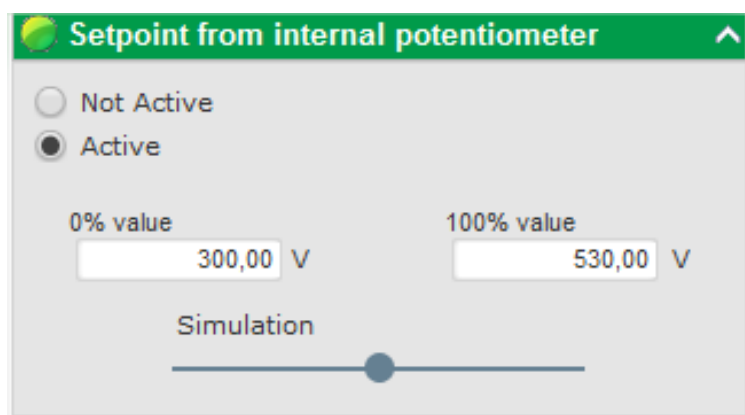 Setpoint from internal potentiometer
Not Active
Active
0% value 100% value
300,00 V 530,00 V
Simulation